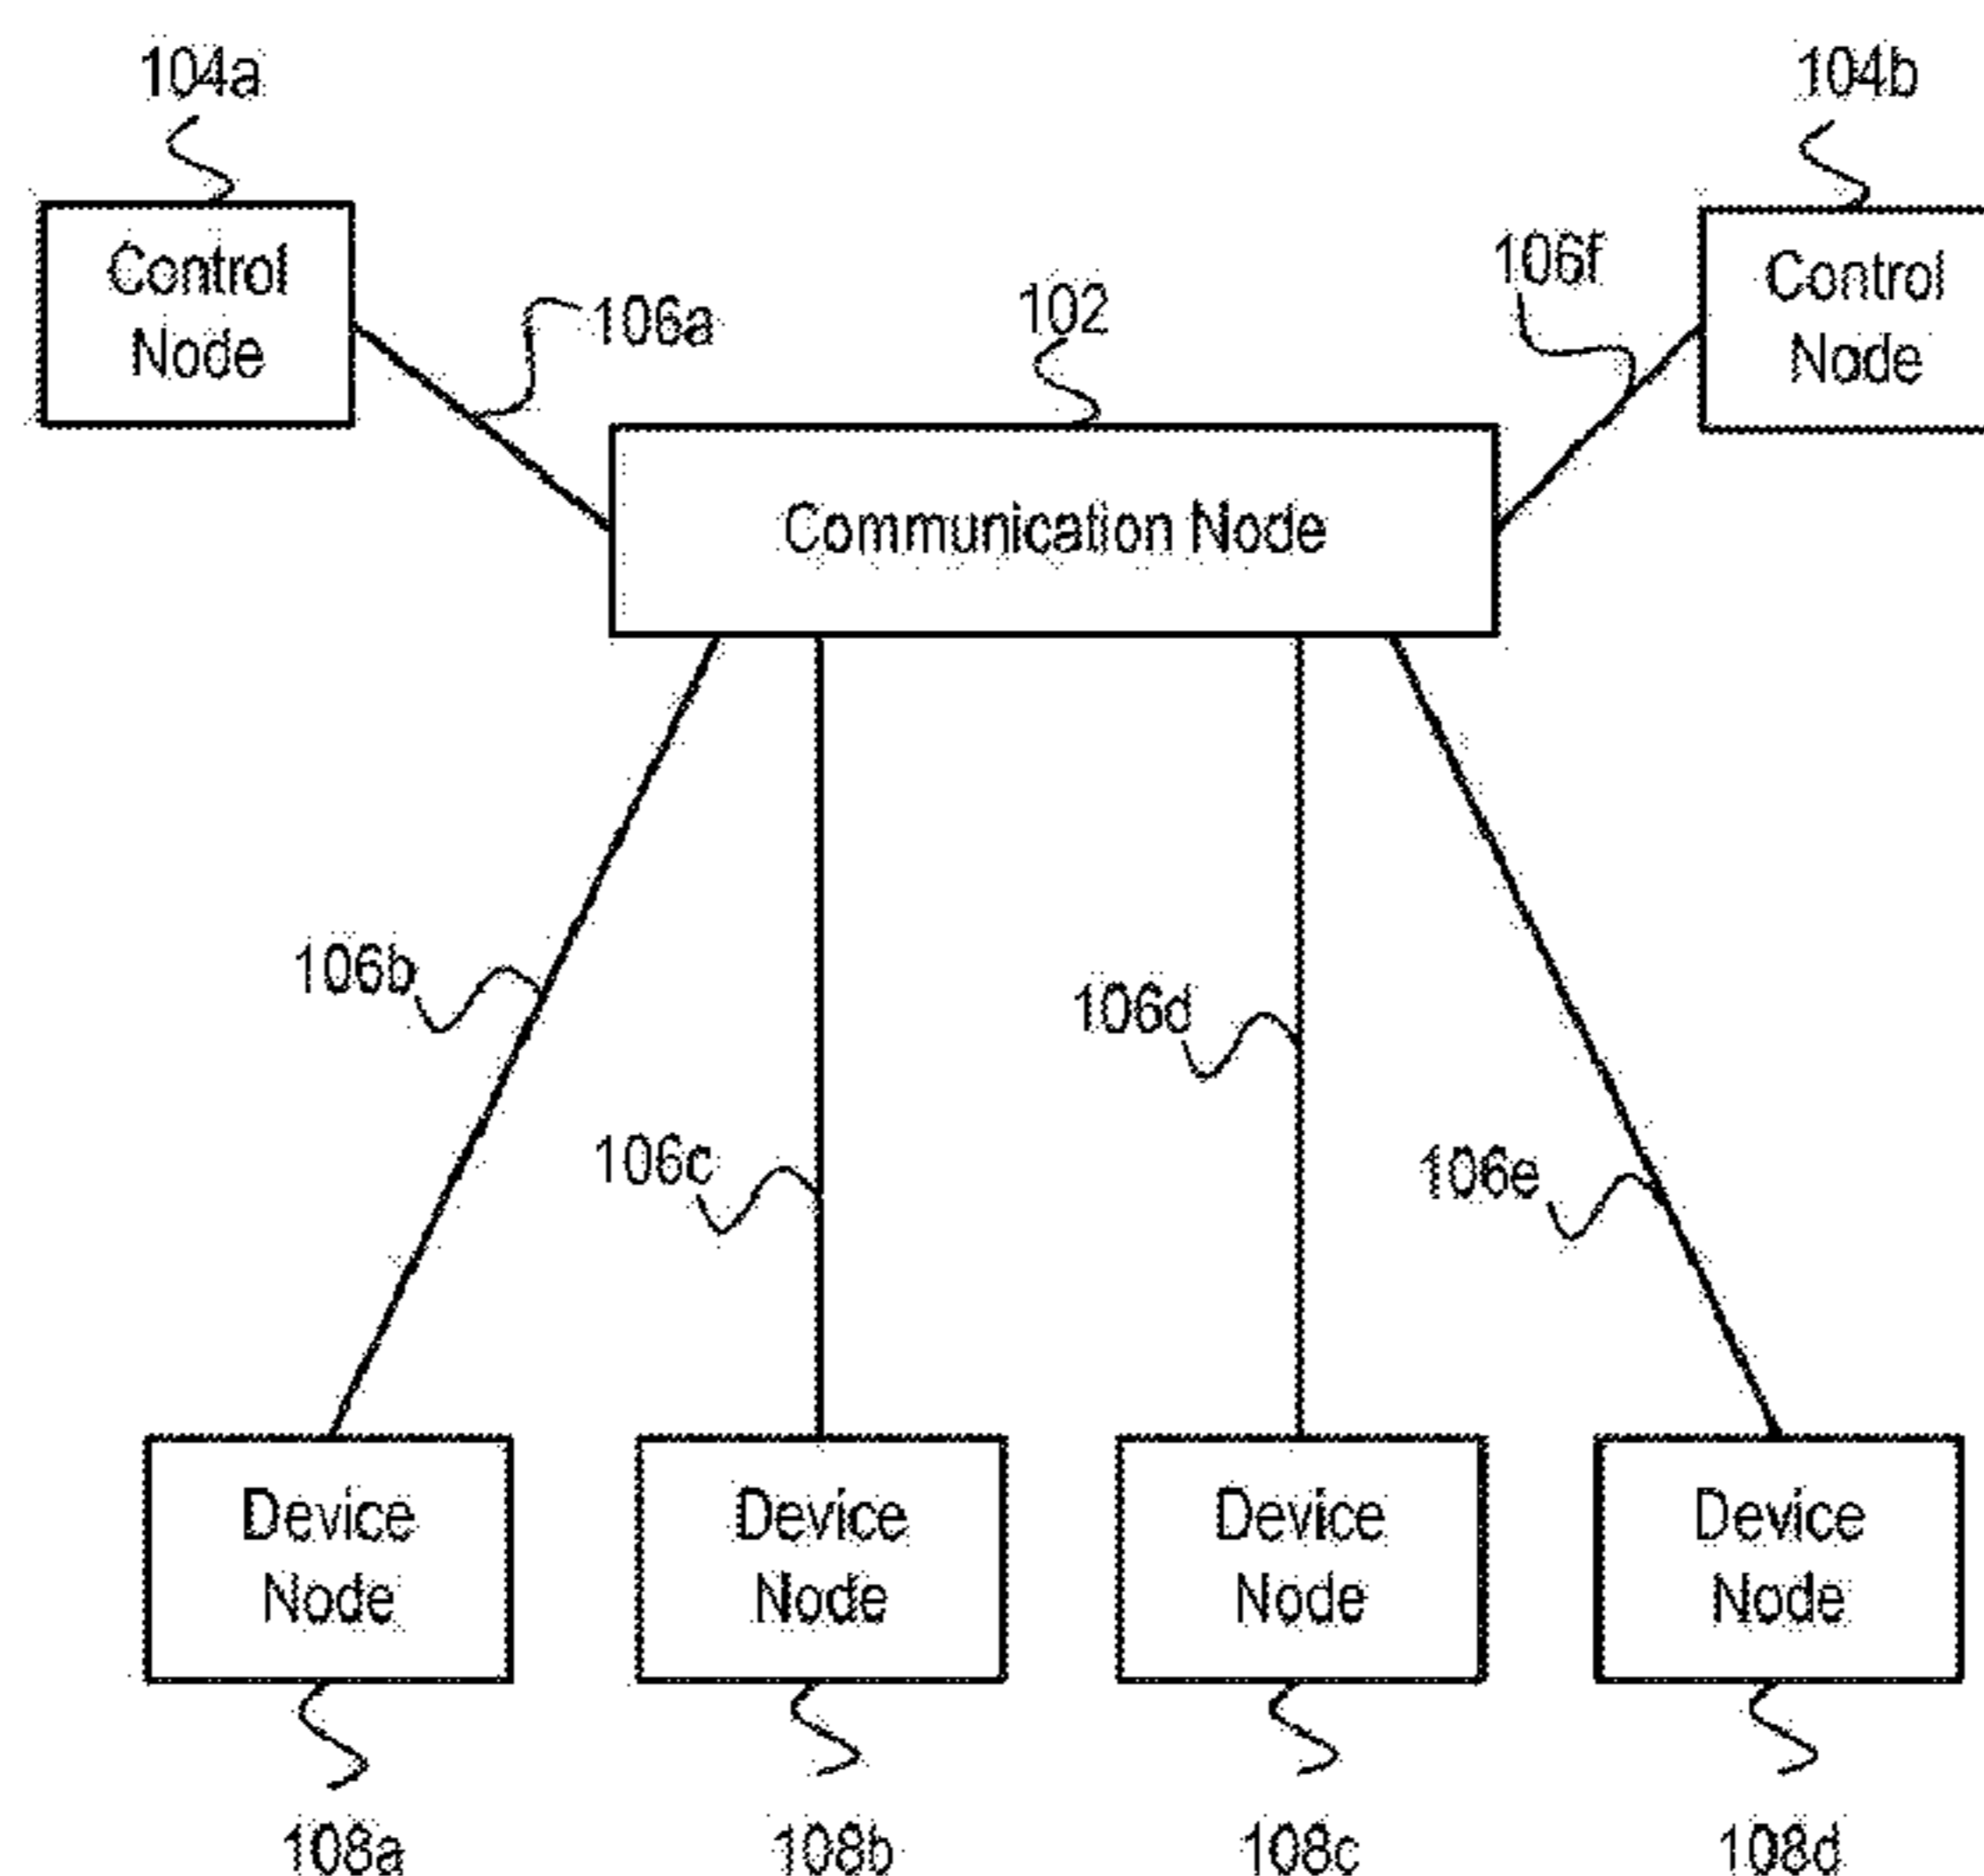 104a
104b
Control
Node
106a
102
106f
Control
Node
Communication Node
106b
106d
106c
106e
Device
Node
Device
Node
Device
Node
Device
Node
108a
108b
108c
108d